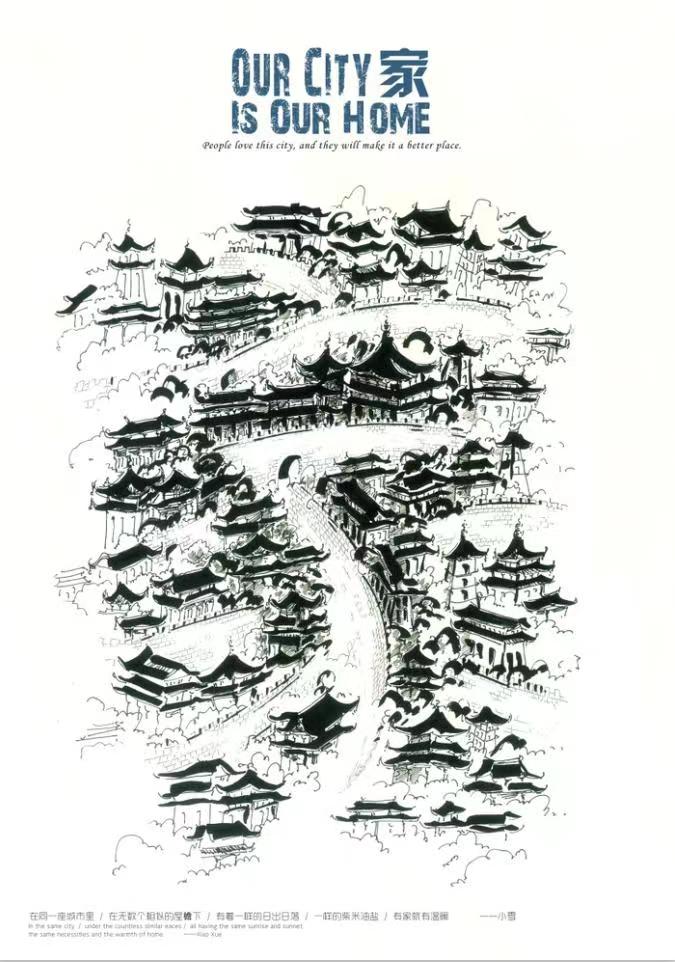 OUR CITY 家
IS OUR HOME
People love this city, and they will make it a better place.
在同一座城市里 / 在无数个相似的屋檐下 / 有着一样的日出日落 / 一样的柴米油盐 / 有家就有温暖 ——小雪
In the same city / under the countless similar eaces / all having the same sunrise and sunnet
the same necessities and the warmth of home. ——Xiao Xue